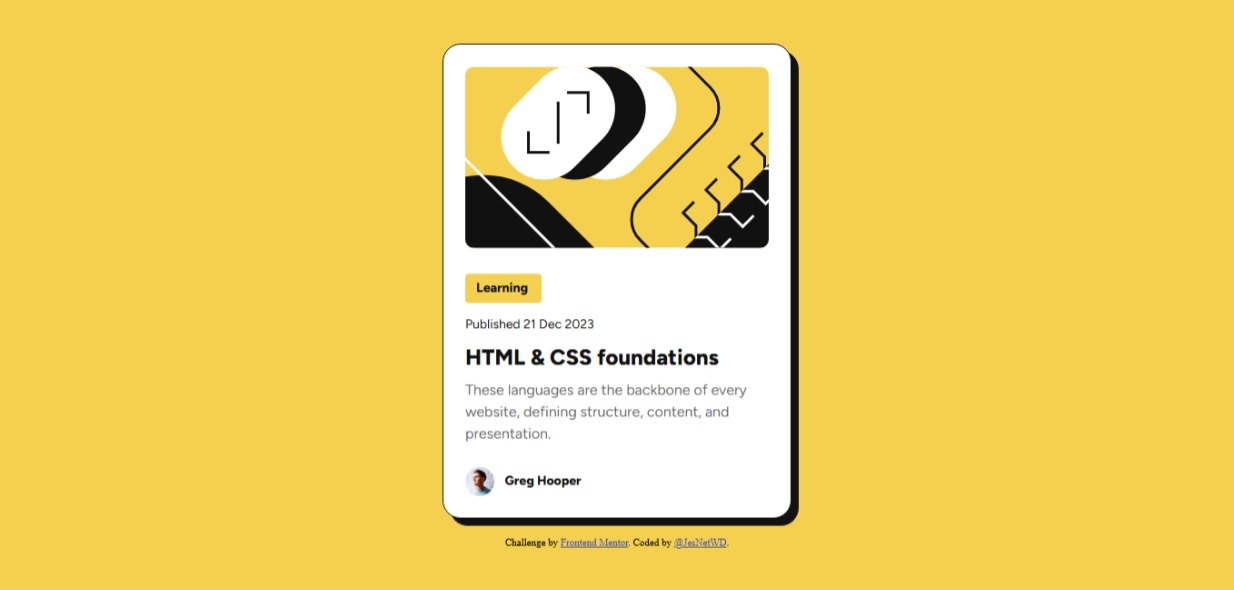 Learning
Published 21 Dec 2023
HTML & CSS foundations
These languages are the backbone of every
website, defining structure, content, and
presentation.
Greg Hooper
Challenge by Frontend Mentor. Coded by @JesNetWD.